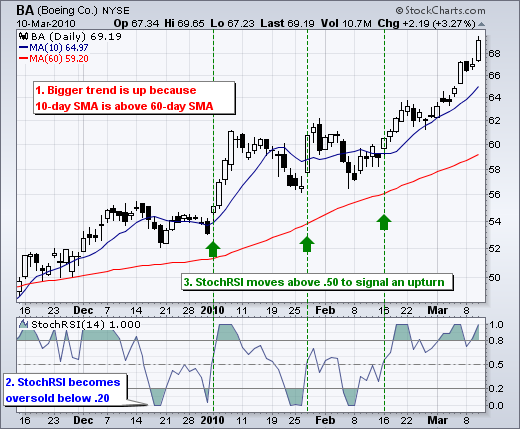 BA (Boeing Co.) NYSE © StockCharts.com
10-Mar-2010 Op 67.34 Hi 69.65 Lo 67.23 Last 69.19 Vol 10.7M Chg +2.19 (+3.27%)
BA (Daily) 69.19
MA(10) 64.97
MA(60) 59.20
1. Bigger trend is up because
10-day SMA is above 60-day SMA
68
66
64
62
60
58
56
54
52
50
3. StochRSI moves above .50 to signal an upturn
16 23 Dec 7 14 21 28 2010 11 19 25 Feb 8 16 22 Mar 8
StochRSI(14) 1.000
1.0
0.8
0.5
0.2
0.0
2. StochRSI becomes
oversold below .20
16 23 Dec 7 14 21 28 2010 11 19 25 Feb 8 16 22 Mar 8